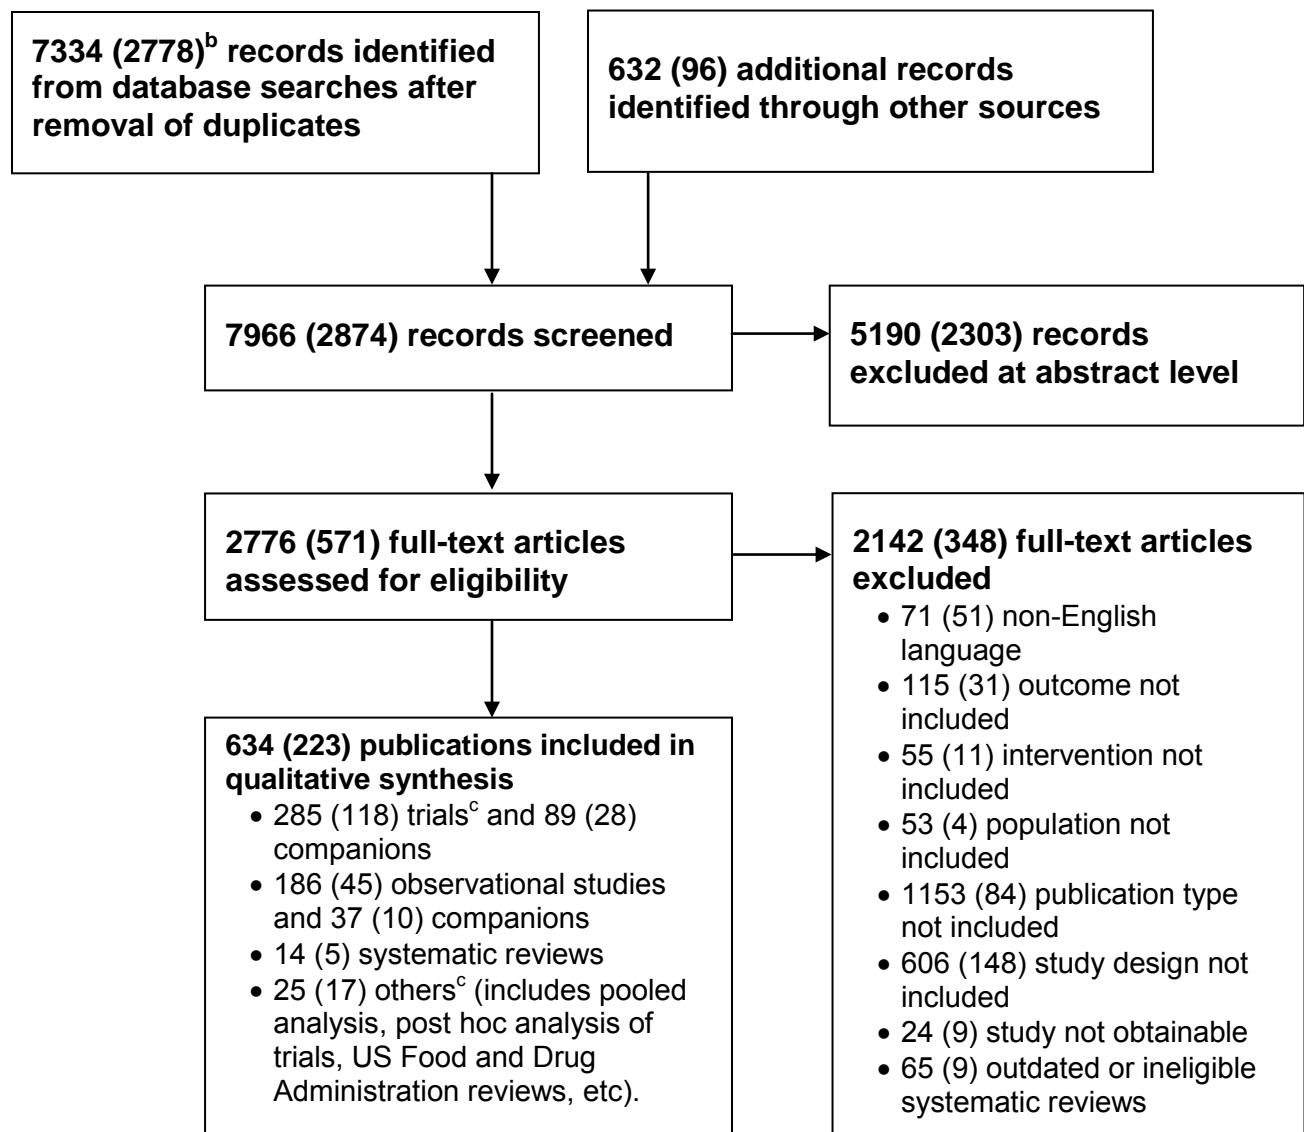 7334 (2778)ᵇ records identified
from database searches after
removal of duplicates
632 (96) additional records
identified through other sources
7966 (2874) records screened
5190 (2303) records
excluded at abstract level
2776 (571) full-text articles
assessed for eligibility
2142 (348) full-text articles
excluded
• 71 (51) non-English
language
• 115 (31) outcome not
included
• 55 (11) intervention not
included
• 53 (4) population not
included
• 1153 (84) publication type
not included
• 606 (148) study design not
included
• 24 (9) study not obtainable
• 65 (9) outdated or ineligible
systematic reviews
634 (223) publications included in
qualitative synthesis
• 285 (118) trialsᶜ and 89 (28)
companions
• 186 (45) observational studies
and 37 (10) companions
• 14 (5) systematic reviews
• 25 (17) othersᶜ (includes pooled
analysis, post hoc analysis of
trials, US Food and Drug
Administration reviews, etc).